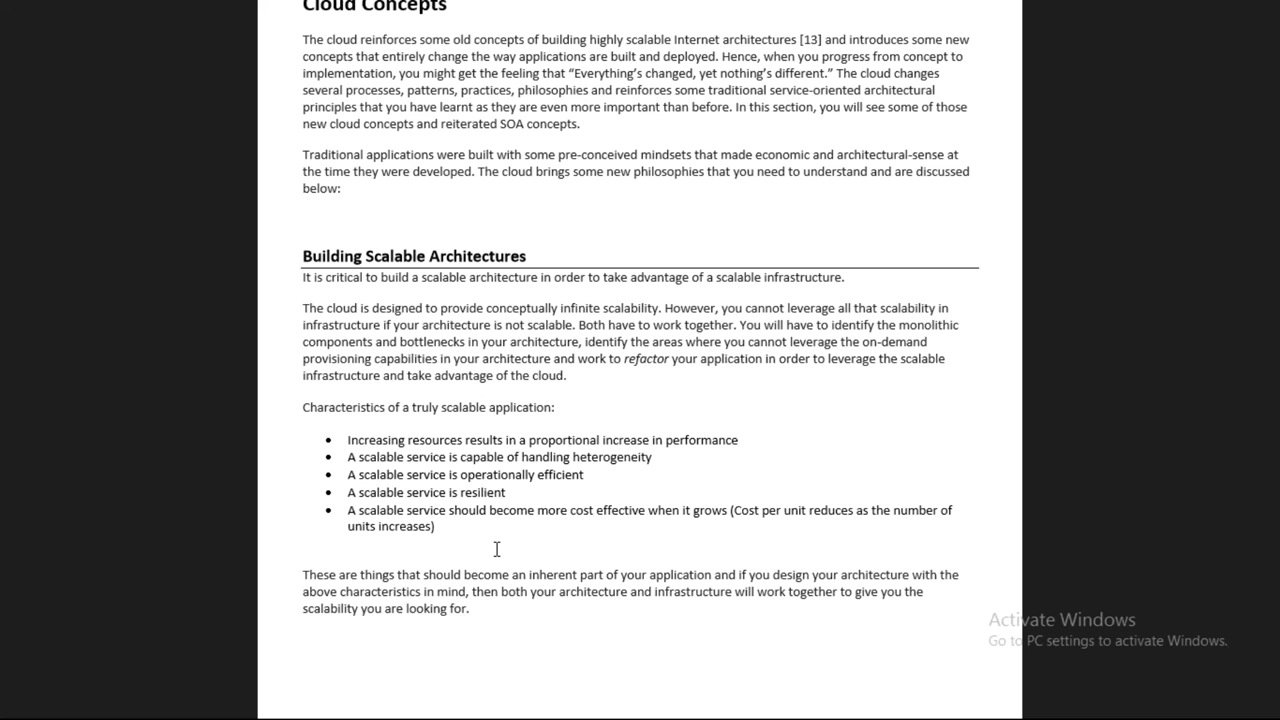 Cloud Concepts
The cloud reinforces some old concepts of building highly scalable Internet architectures [13] and introduces some new
concepts that entirely change the way applications are built and deployed. Hence, when you progress from concept to
implementation, you might get the feeling that “Everything’s changed, yet nothing’s different.” The cloud changes
several processes, patterns, practices, philosophies and reinforces some traditional service-oriented architectural
principles that you have learnt as they are even more important than before. In this section, you will see some of those
new cloud concepts and reiterated SOA concepts.
Traditional applications were built with some pre-conceived mindsets that made economic and architectural-sense at
the time they were developed. The cloud brings some new philosophies that you need to understand and are discussed
below:
Building Scalable Architectures
It is critical to build a scalable architecture in order to take advantage of a scalable infrastructure.
The cloud is designed to provide conceptually infinite scalability. However, you cannot leverage all that scalability in
infrastructure if your architecture is not scalable. Both have to work together. You will have to identify the monolithic
components and bottlenecks in your architecture, identify the areas where you cannot leverage the on-demand
provisioning capabilities in your architecture and work to refactor your application in order to leverage the scalable
infrastructure and take advantage of the cloud.
Characteristics of a truly scalable application:
• Increasing resources results in a proportional increase in performance
• A scalable service is capable of handling heterogeneity
• A scalable service is operationally efficient
• A scalable service is resilient
• A scalable service should become more cost effective when it grows (Cost per unit reduces as the number of
units increases)
These are things that should become an inherent part of your application and if you design your architecture with the
above characteristics in mind, then both your architecture and infrastructure will work together to give you the
scalability you are looking for.
Activate Windows
Go to PC settings to activate Windows.